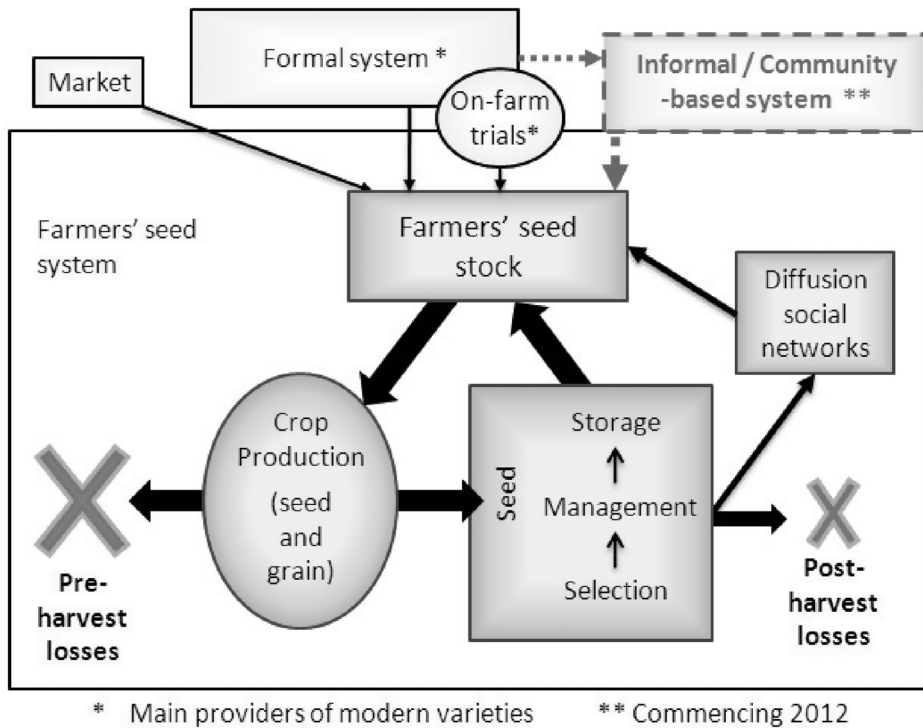 Formal system *
Market
On-farm
trials*
Informal / Community
-based system **
Farmers' seed
system
Farmers' seed
stock
Diffusion
social
networks
Crop
Production
(seed
and
grain)
Seed
Storage
Management
Selection
Pre-
harvest
losses
Post-
harvest
losses
* Main providers of modern varieties ** Commencing 2012